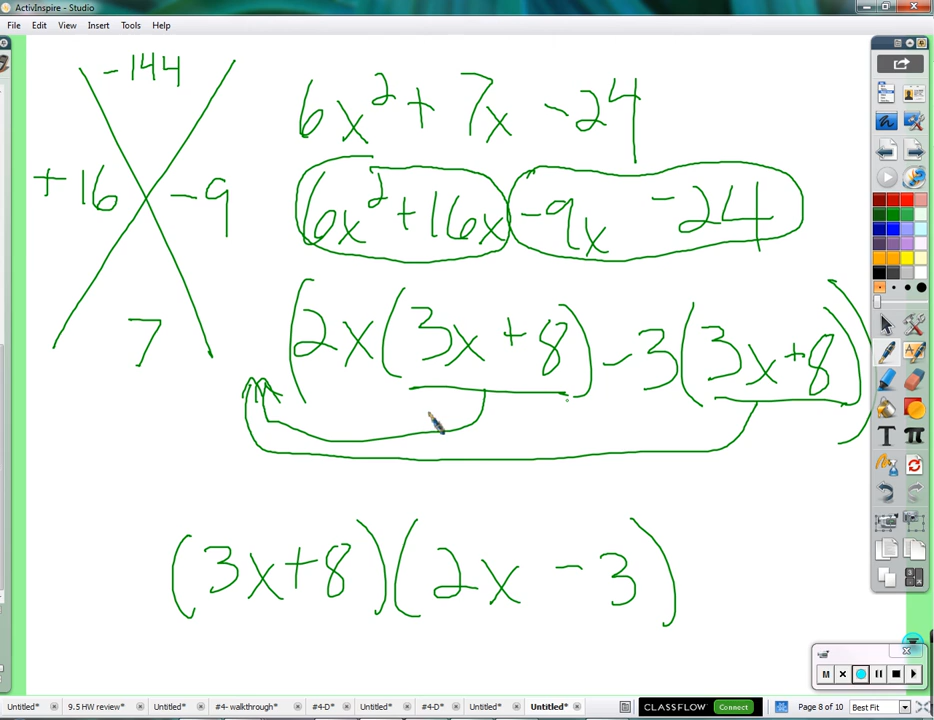 ActivInspire - Studio
File Edit View Insert Tools Help
-144
+16 -9
7
6x² + 7x - 24
6x² + 16x - 9x - 24
(2x(3x + 8) - 3(3x + 8))
(3x + 8)(2x - 3)
M
Untitled* 9.5 HW review* Untitled* #4- walkthrough* #4-D* Untitled* #4-D* Untitled* Untitled* CLASSFLOW Connect Page 8 of 10 Best Fit